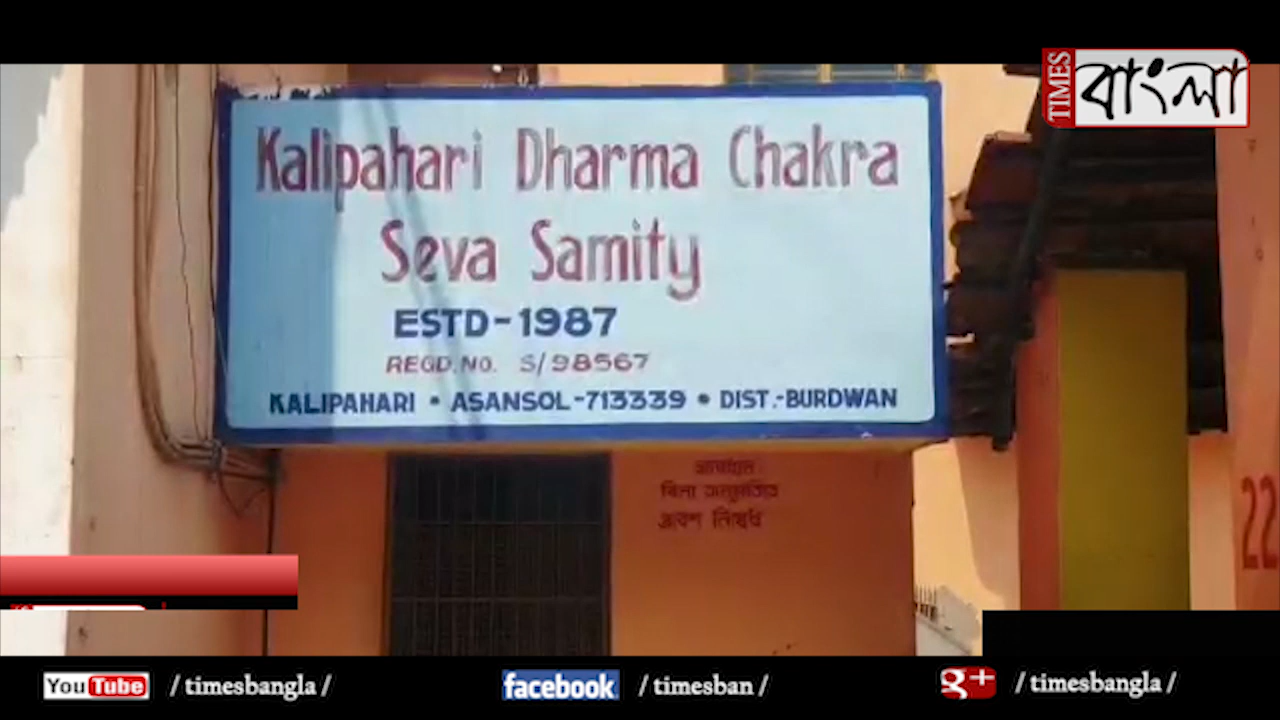 TIMES বাংলা
Kalipahari Dharma Chakra
Seva Samity
ESTD-1987
REGD. NO. S/98567
KALIPAHARI • ASANSOL-713339 • DIST.-BURDWAN
বিনা অনুমতিতে
প্রবেশ নিষেধ
22
YouTube /timesbangla/
facebook /timesban/
g+ /timesbangla/